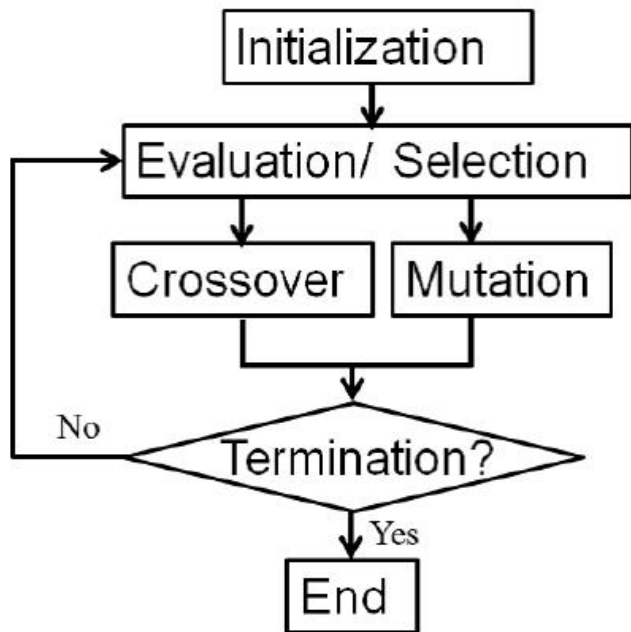 Initialization
Evaluation/ Selection
Crossover
Mutation
No
Termination?
Yes
End